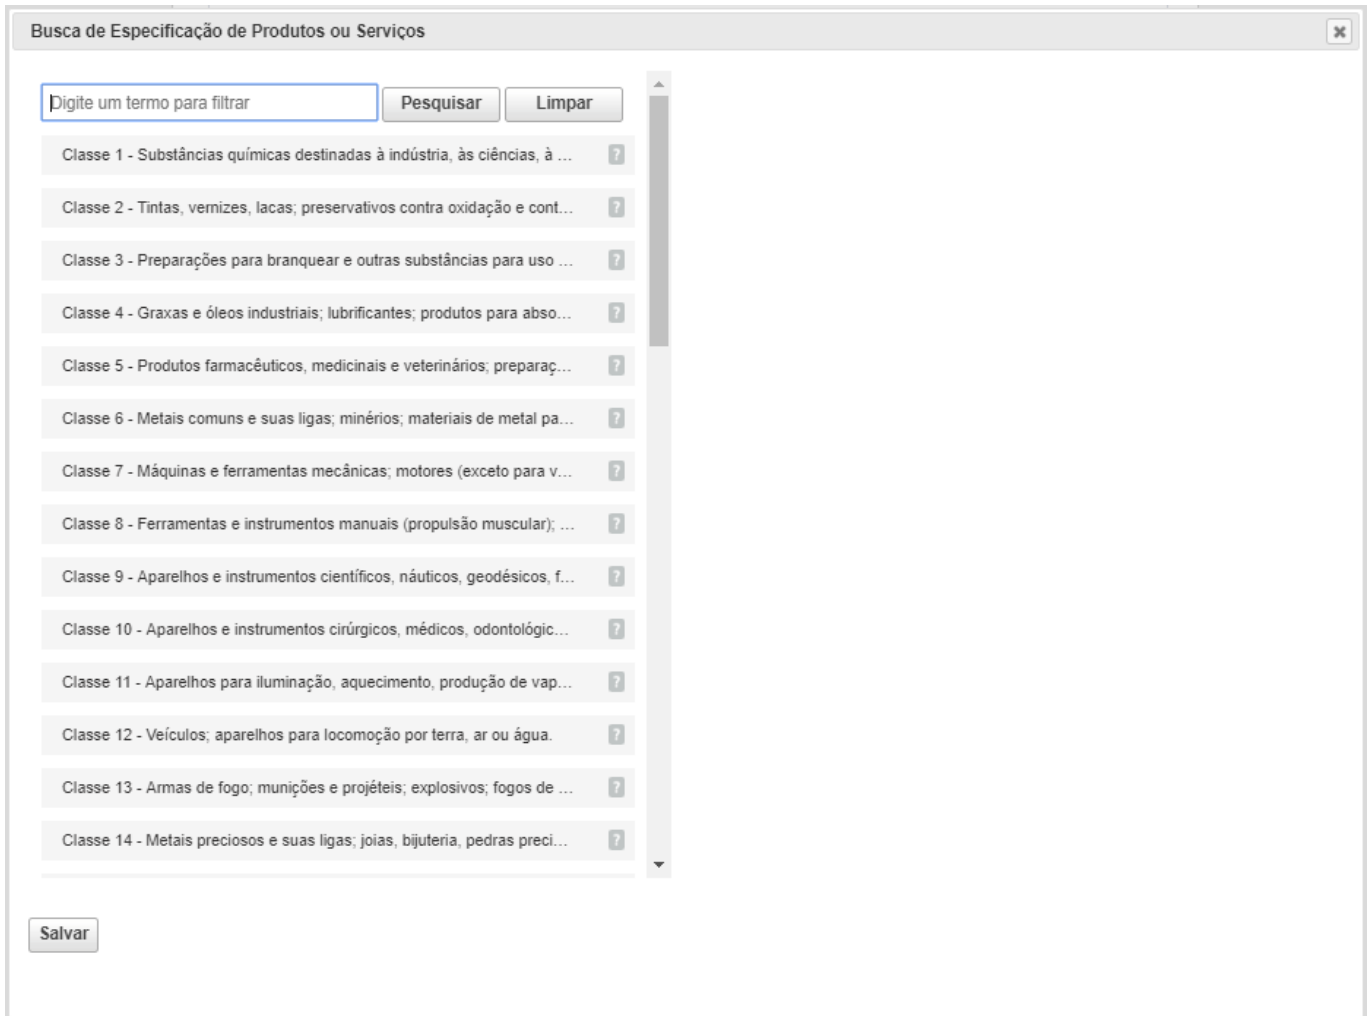 Busca de Especificação de Produtos ou Serviços
Digite um termo para filtrar Pesquisar Limpar
Classe 1 - Substâncias químicas destinadas à indústria, às ciências, à ... ?
Classe 2 - Tintas, vernizes, lacas; preservativos contra oxidação e cont... ?
Classe 3 - Preparações para branquear e outras substâncias para uso ... ?
Classe 4 - Graxas e óleos industriais; lubrificantes; produtos para abso... ?
Classe 5 - Produtos farmacêuticos, medicinais e veterinários; preparaç... ?
Classe 6 - Metais comuns e suas ligas; minérios; materiais de metal pa... ?
Classe 7 - Máquinas e ferramentas mecânicas; motores (exceto para v... ?
Classe 8 - Ferramentas e instrumentos manuais (propulsão muscular); ... ?
Classe 9 - Aparelhos e instrumentos científicos, náuticos, geodésicos, f... ?
Classe 10 - Aparelhos e instrumentos cirúrgicos, médicos, odontológic... ?
Classe 11 - Aparelhos para iluminação, aquecimento, produção de vap... ?
Classe 12 - Veículos; aparelhos para locomoção por terra, ar ou água. ?
Classe 13 - Armas de fogo; munições e projéteis; explosivos; fogos de ... ?
Classe 14 - Metais preciosos e suas ligas; joias, bijuteria, pedras preci... ?
Salvar